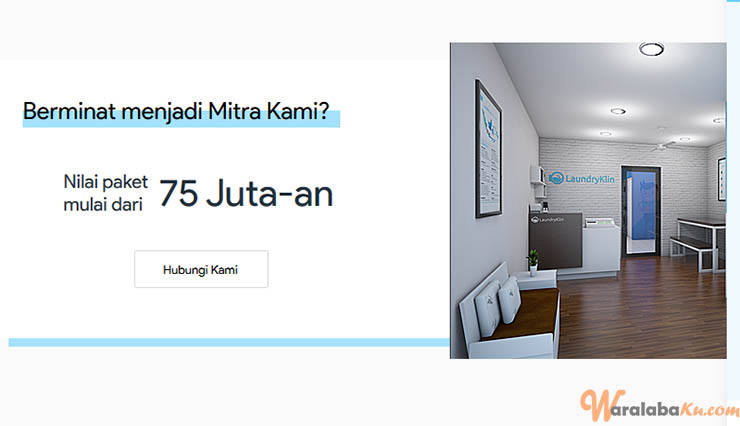 Berminat menjadi Mitra Kami?
Nilai paket
mulai dari
75 Juta-an
Hubungi Kami
LaundryKlin
LaundryKlin
WaralabaKu.com